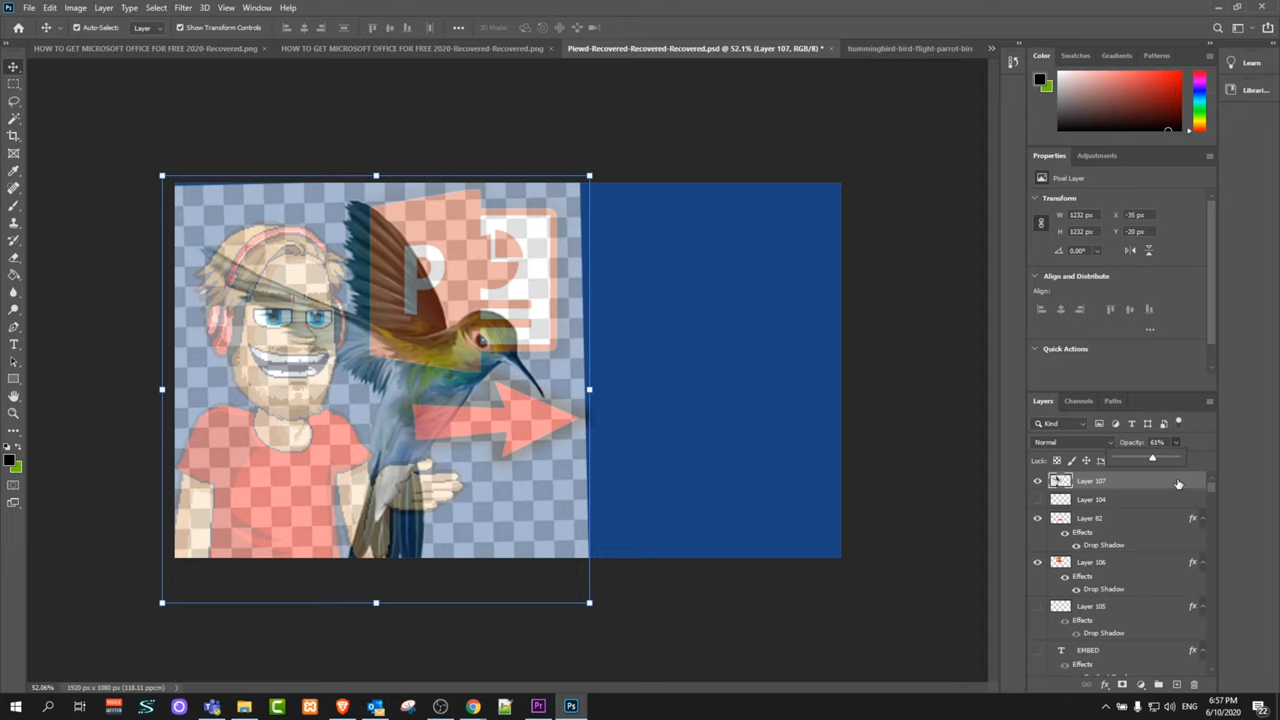 File Edit Image Layer Type Select Filter 3D View Window Help
Auto-Select: Layer Show Transform Controls 3D Mode:
HOW TO GET MICROSOFT OFFICE FOR FREE 2020-Recovered.png × HOW TO GET MICROSOFT OFFICE FOR FREE 2020-Recovered.png × Piewd-Recovered-Recovered-Recovered.psd @ 52.1% (Layer 107, RGB/8) * × hummingbird-bird-flight-parrot-bird
Color Swatches Gradients Patterns
Learn
Librari...
Properties Adjustments
Pixel Layer
Transform
W 1232 px X -35 px
H 1232 px Y -20 px
0.00°
Align and Distribute
Align:
Quick Actions
P
Layers Channels Paths
Kind
Normal Opacity: 61%
Lock:
Layer 107
Layer 104
Layer 82 fx
Effects
Drop Shadow
Layer 106 fx
Effects
Drop Shadow
Layer 105 fx
Effects
Drop Shadow
T EMBED fx
Effects
52.06% 1920 px x 1080 px (118.11 ppcm)
ENG 6:57 PM
6/10/2020
22